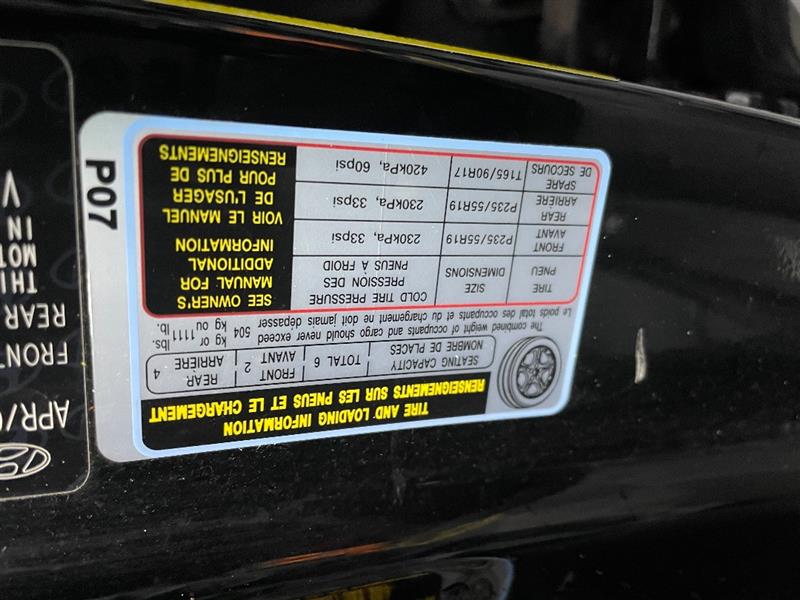 TIRE AND LOADING INFORMATION
RENSEIGNEMENTS SUR LES PNEUS ET LE CHARGEMENT
SEATING CAPACITY
NOMBRE DE PLACES
TOTAL 6
FRONT
AVANT 2
REAR
ARRIÈRE 4
The combined weight of occupants and cargo should never exceed 504 kg or 1111 lbs.
Le poids total des occupants et du chargement ne doit jamais dépasser kg ou lb.
TIRE
PNEU
SIZE
DIMENSIONS
COLD TIRE PRESSURE
PRESSION DES
PNEUS À FROID
FRONT
AVANT
P235/55R19
230kPa, 33psi
REAR
ARRIÈRE
P235/55R19
230kPa, 33psi
SPARE
DE SECOURS
T165/90R17
420kPa, 60psi
SEE OWNER'S
MANUAL FOR
ADDITIONAL
INFORMATION
VOIR LE MANUEL
DE L'USAGER
POUR PLUS DE
RENSEIGNEMENTS
P07
APR/
FRONT
REAR
THI
MOT
IN
V